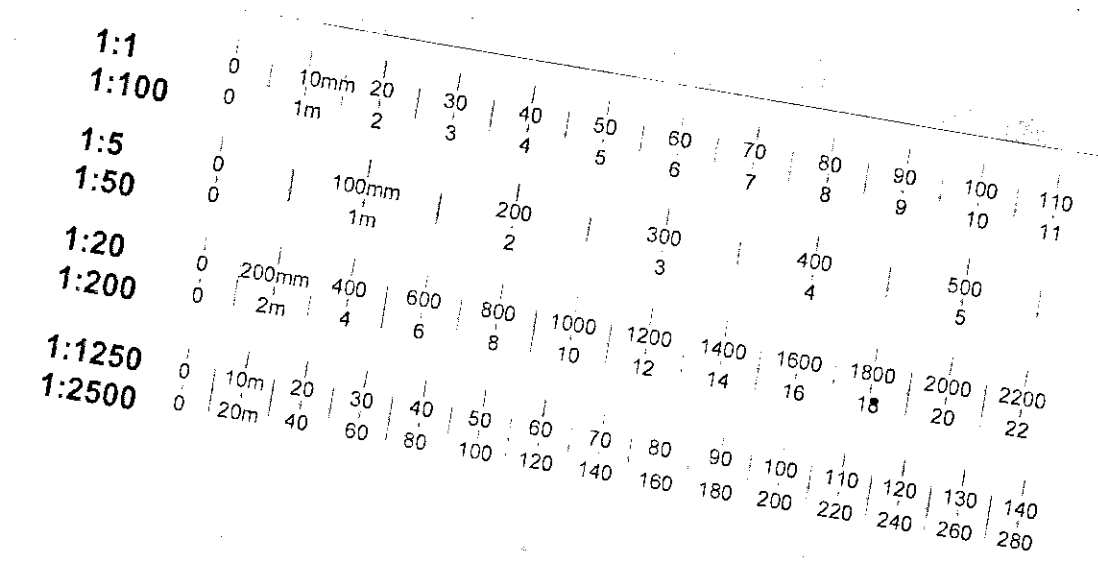 1:1 0 10mm 20 30 40 50 60 70 80 90 100 110
1:100 0 1m 2 3 4 5 6 7 8 9 10 11
1:5 0 100mm 200 300 400 500
1:50 0 1m 2 3 4 5
1:20 0 200mm 400 600 800 1000 1200 1400 1600 1800 2000 2200
1:200 0 2m 4 6 8 10 12 14 16 18 20 22
1:1250 0 10m 20 30 40 50 60 70 80 90 100 110 120 130 140
1:2500 0 20m 40 60 80 100 120 140 160 180 200 220 240 260 280